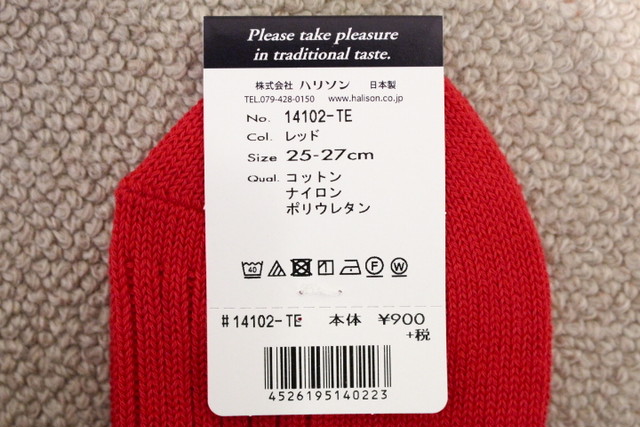 Please take pleasure
in traditional taste.
株式会社 ハリソン 日本製
TEL.079-428-0150 www.halison.co.jp
No. 14102-TE
Col. レッド
Size 25-27cm
Qual. コットン
ナイロン
ポリウレタン
40 F W
#14102-TE 本体 ¥900
+税
4526195140223